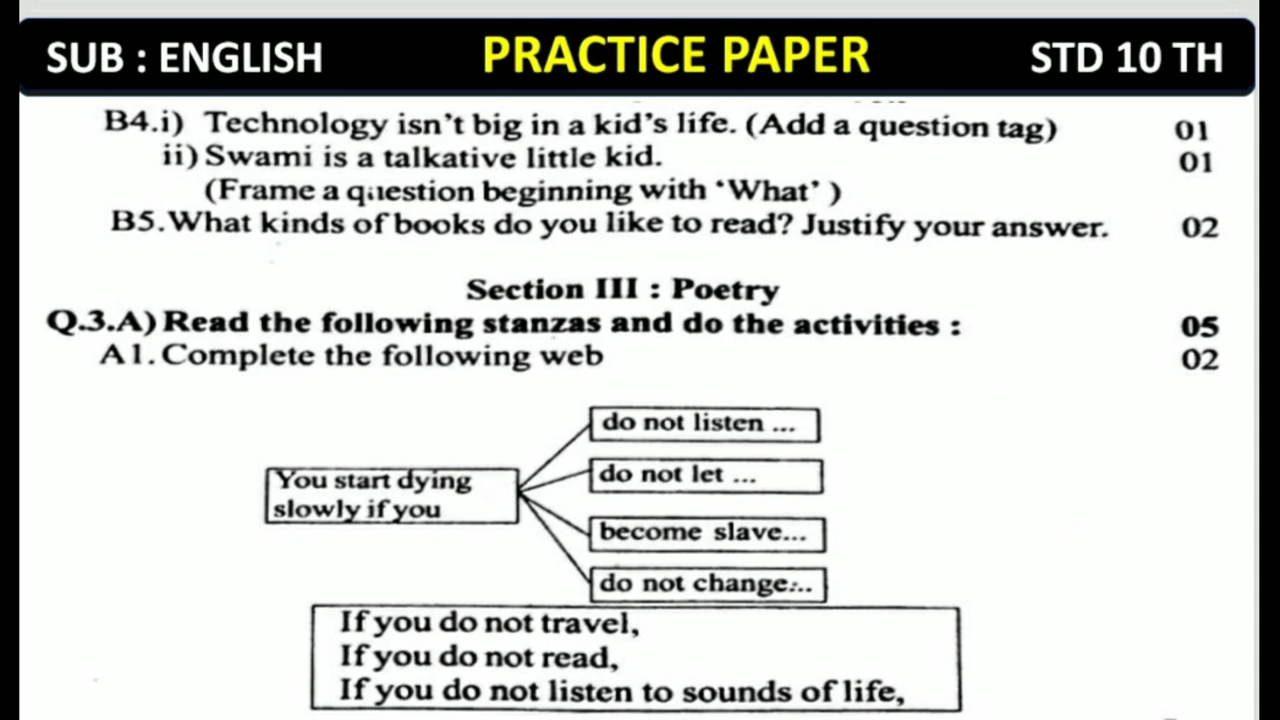 SUB : ENGLISH PRACTICE PAPER STD 10 TH
B4.i) Technology isn't big in a kid's life. (Add a question tag) 01
ii) Swami is a talkative little kid. 01
(Frame a question beginning with 'What' )
B5. What kinds of books do you like to read? Justify your answer. 02
Section III : Poetry
Q.3.A) Read the following stanzas and do the activities : 05
A1. Complete the following web 02
do not listen ...
You start dying
slowly if you
do not let ...
become slave...
do not change...
If you do not travel,
If you do not read,
If you do not listen to sounds of life,